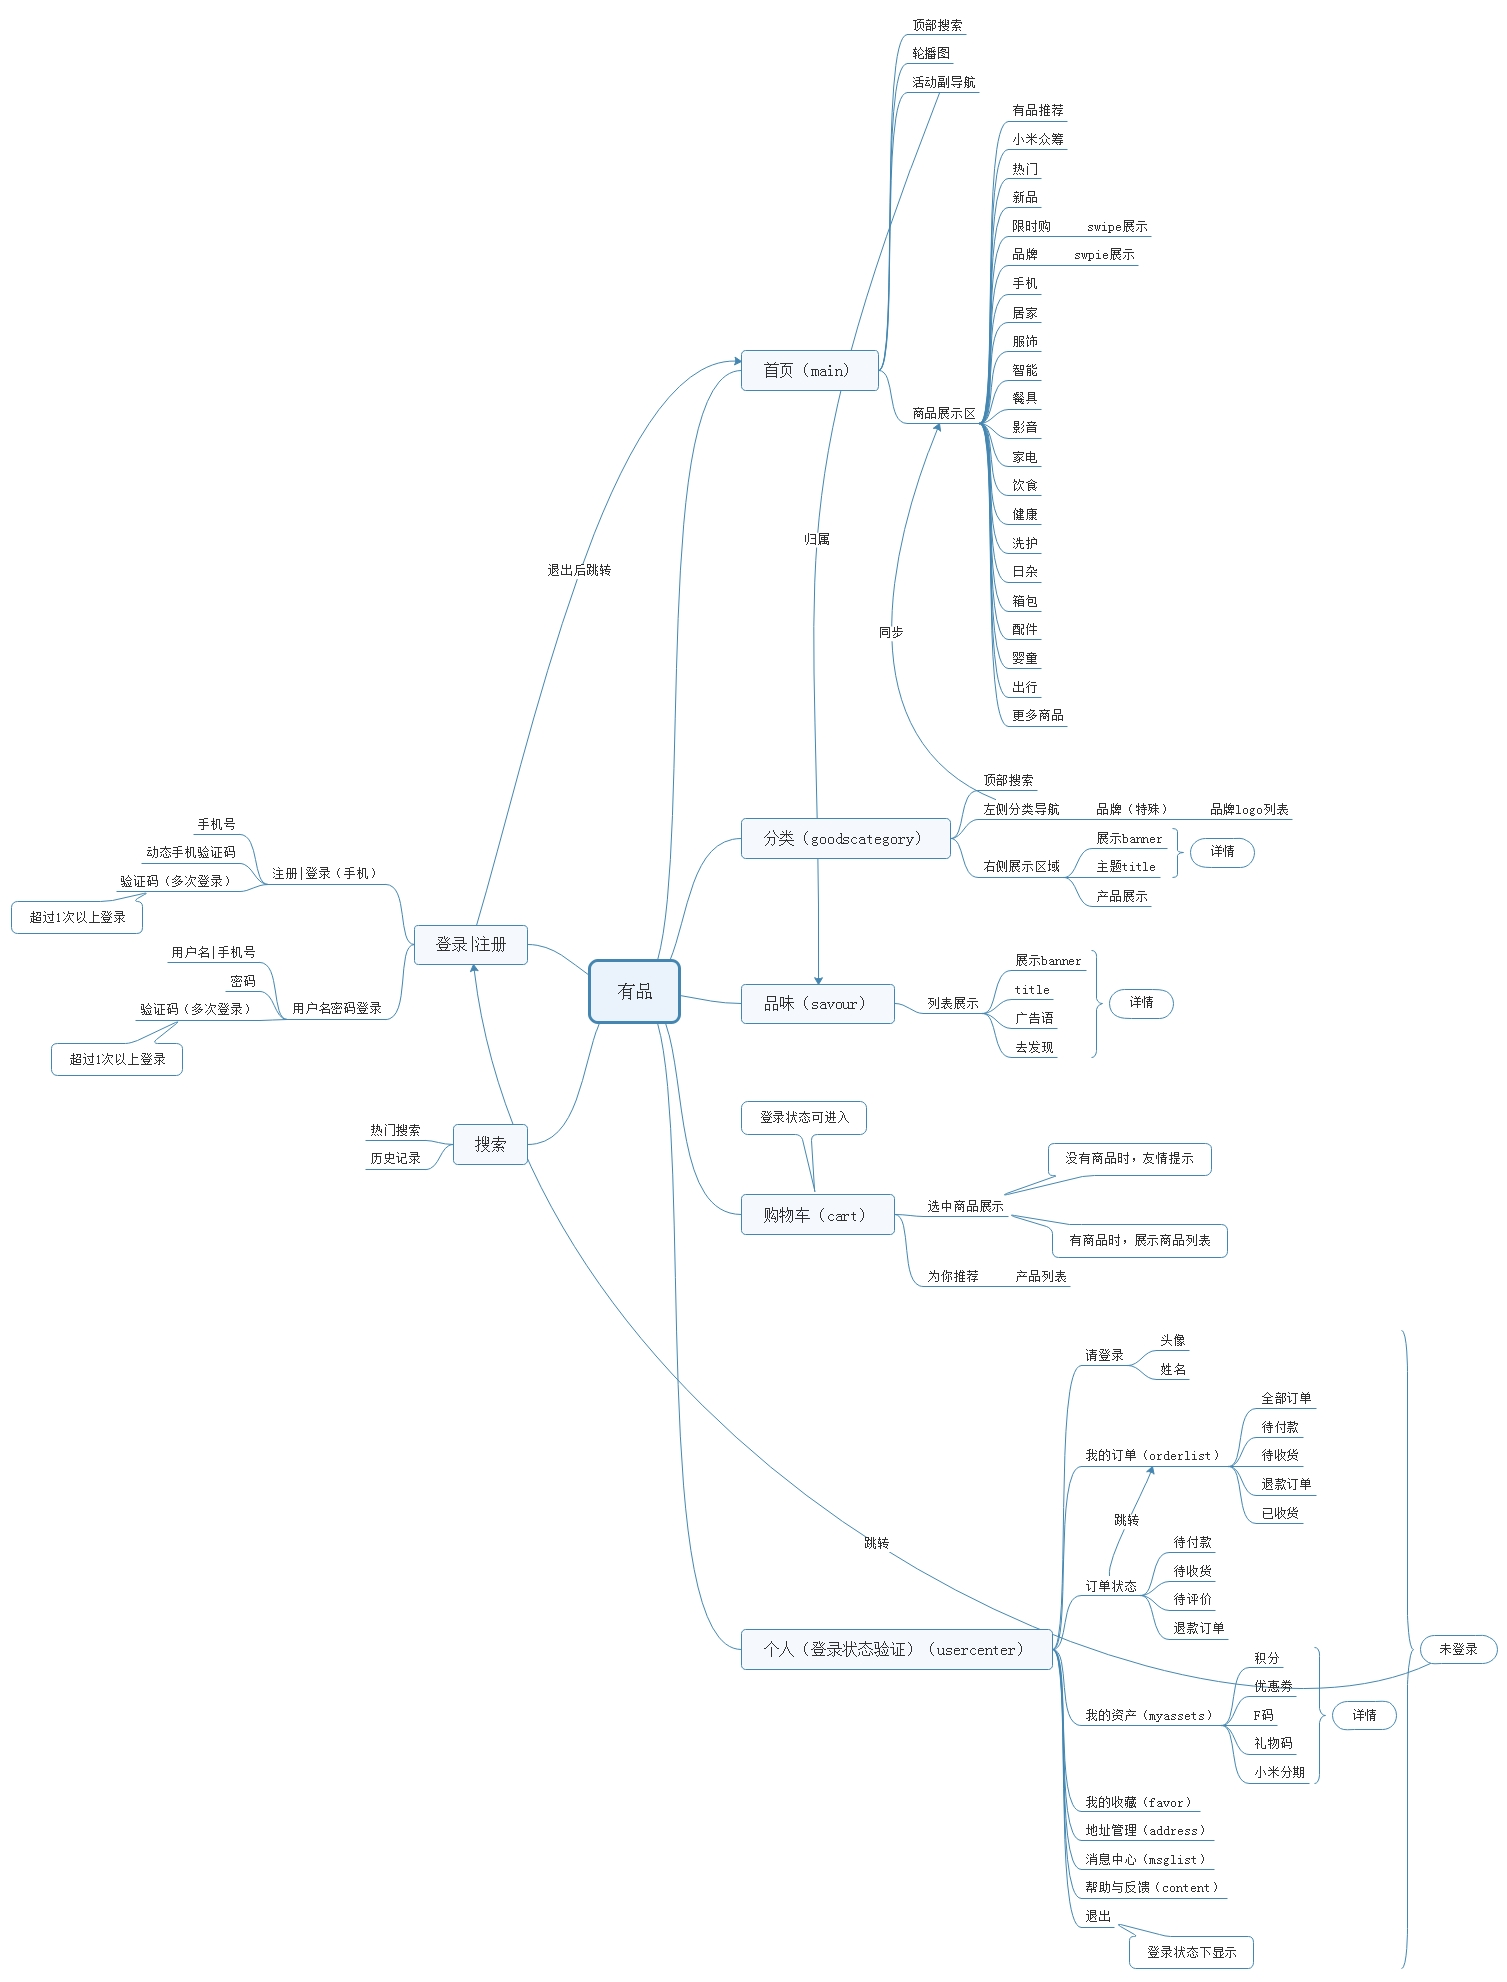 有品
首页（main）
顶部搜索
轮播图
活动副导航
商品展示区
有品推荐
小米众筹
热门
新品
限时购
swipe展示
品牌
swpie展示
手机
居家
服饰
智能
餐具
影音
家电
饮食
健康
洗护
日杂
箱包
配件
婴童
出行
更多商品
退出后跳转
归属
同步
分类（goodscategory）
顶部搜索
左侧分类导航
品牌（特殊）
品牌logo列表
右侧展示区域
展示banner
主题title
产品展示
详情
品味（savour）
列表展示
展示banner
title
广告语
去发现
详情
登录状态可进入
购物车（cart）
选中商品展示
没有商品时，友情提示
有商品时，展示商品列表
为你推荐
产品列表
个人（登录状态验证）（usercenter）
请登录
头像
姓名
我的订单（orderlist）
全部订单
待付款
待收货
退款订单
已收货
跳转
订单状态
待付款
待收货
待评价
退款订单
我的资产（myassets）
积分
优惠券
F码
礼物码
小米分期
详情
我的收藏（favor）
地址管理（address）
消息中心（msglist）
帮助与反馈（content）
退出
登录状态下显示
未登录
跳转
登录|注册
注册|登录（手机）
手机号
动态手机验证码
验证码（多次登录）
超过1次以上登录
用户名密码登录
用户名|手机号
密码
验证码（多次登录）
超过1次以上登录
搜索
热门搜索
历史记录